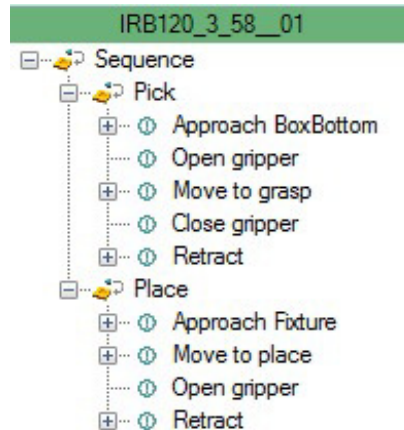 IRB120_3_58__01
Sequence
Pick
Approach BoxBottom
Open gripper
Move to grasp
Close gripper
Retract
Place
Approach Fixture
Move to place
Open gripper
Retract